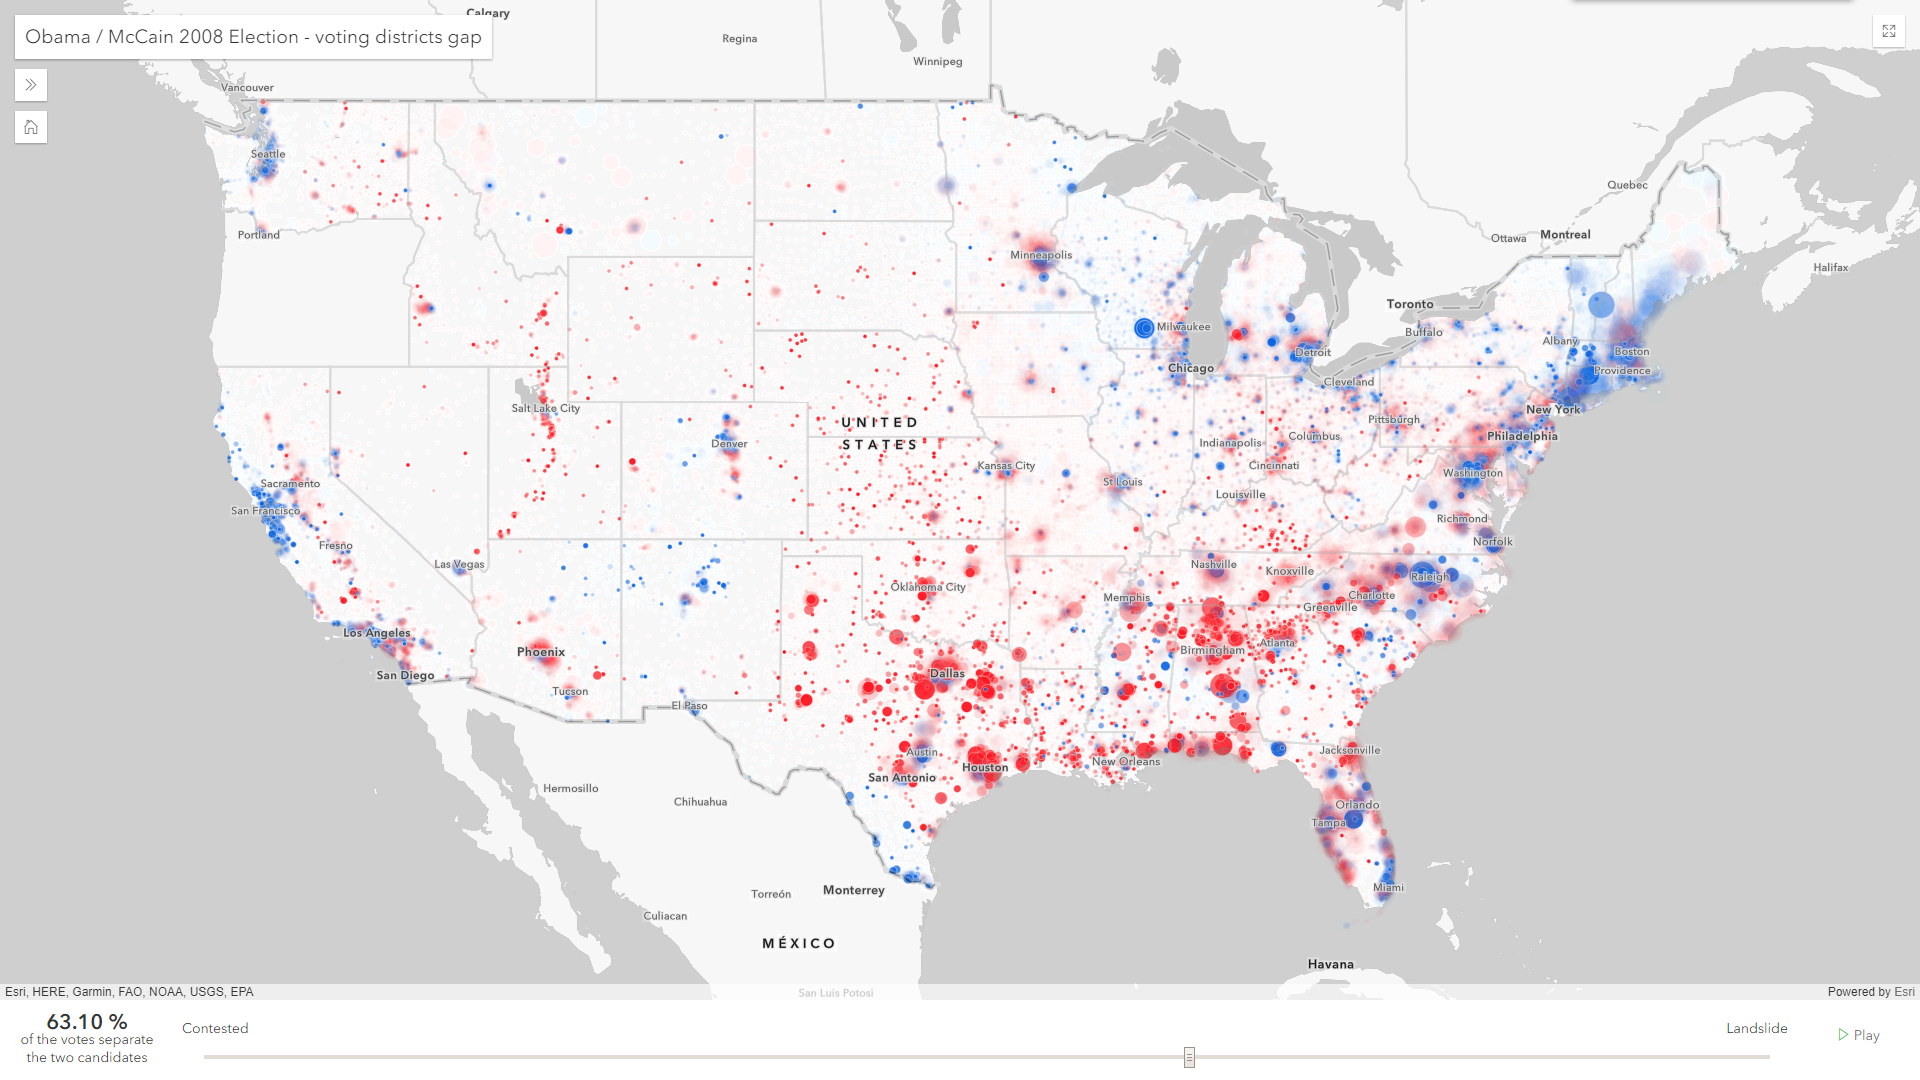 Calgary
Obama / McCain 2008 Election - voting districts gap
Regina
Winnipeg
Vancouver
Seattle
Quebec
Portland
Ottawa
Montreal
Minneapolis
Halifax
Toronto
Milwaukee
Buffalo
Albany
Detroit
Boston
Chicago
Providence
Cleveland
Salt Lake City
New York
UNITED
STATES
Pittsburgh
Denver
Indianapolis
Columbus
Philadelphia
Kansas City
Cincinnati
Washington
Sacramento
St Louis
Louisville
San Francisco
Richmond
Fresno
Norfolk
Las Vegas
Nashville
Knoxville
Raleigh
Oklahoma City
Memphis
Charlotte
Greenville
Los Angeles
Atlanta
Phoenix
Birmingham
San Diego
Dallas
Tucson
El Paso
Austin
Jacksonville
New Orleans
San Antonio
Houston
Hermosillo
Chihuahua
Orlando
Tampa
Torreón
Monterrey
Miami
Culiacan
MÉXICO
Havana
San Luis Potosi
Esri, HERE, Garmin, FAO, NOAA, USGS, EPA
Powered by Esri
63.10 %
of the votes separate
the two candidates
Contested
Landslide
Play